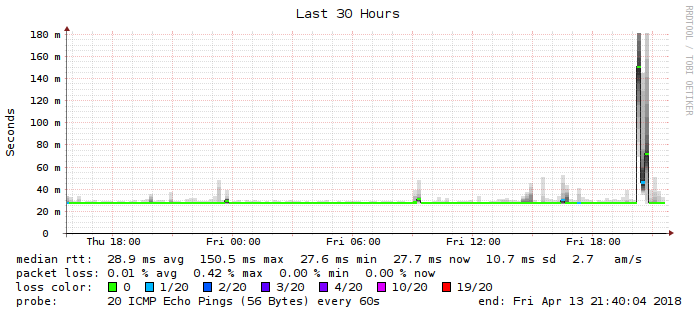 Last 30 Hours
RRDTOOL / TOBI OETIKER
Seconds
180 m
160 m
140 m
120 m
100 m
80 m
60 m
40 m
20 m
0
Thu 18:00 Fri 00:00 Fri 06:00 Fri 12:00 Fri 18:00
median rtt: 28.9 ms avg 150.5 ms max 27.6 ms min 27.7 ms now 10.7 ms sd 2.7 am/s
packet loss: 0.01 % avg 0.42 % max 0.00 % min 0.00 % now
loss color: 0 1/20 2/20 3/20 4/20 10/20 19/20
probe: 20 ICMP Echo Pings (56 Bytes) every 60s end: Fri Apr 13 21:40:04 2018